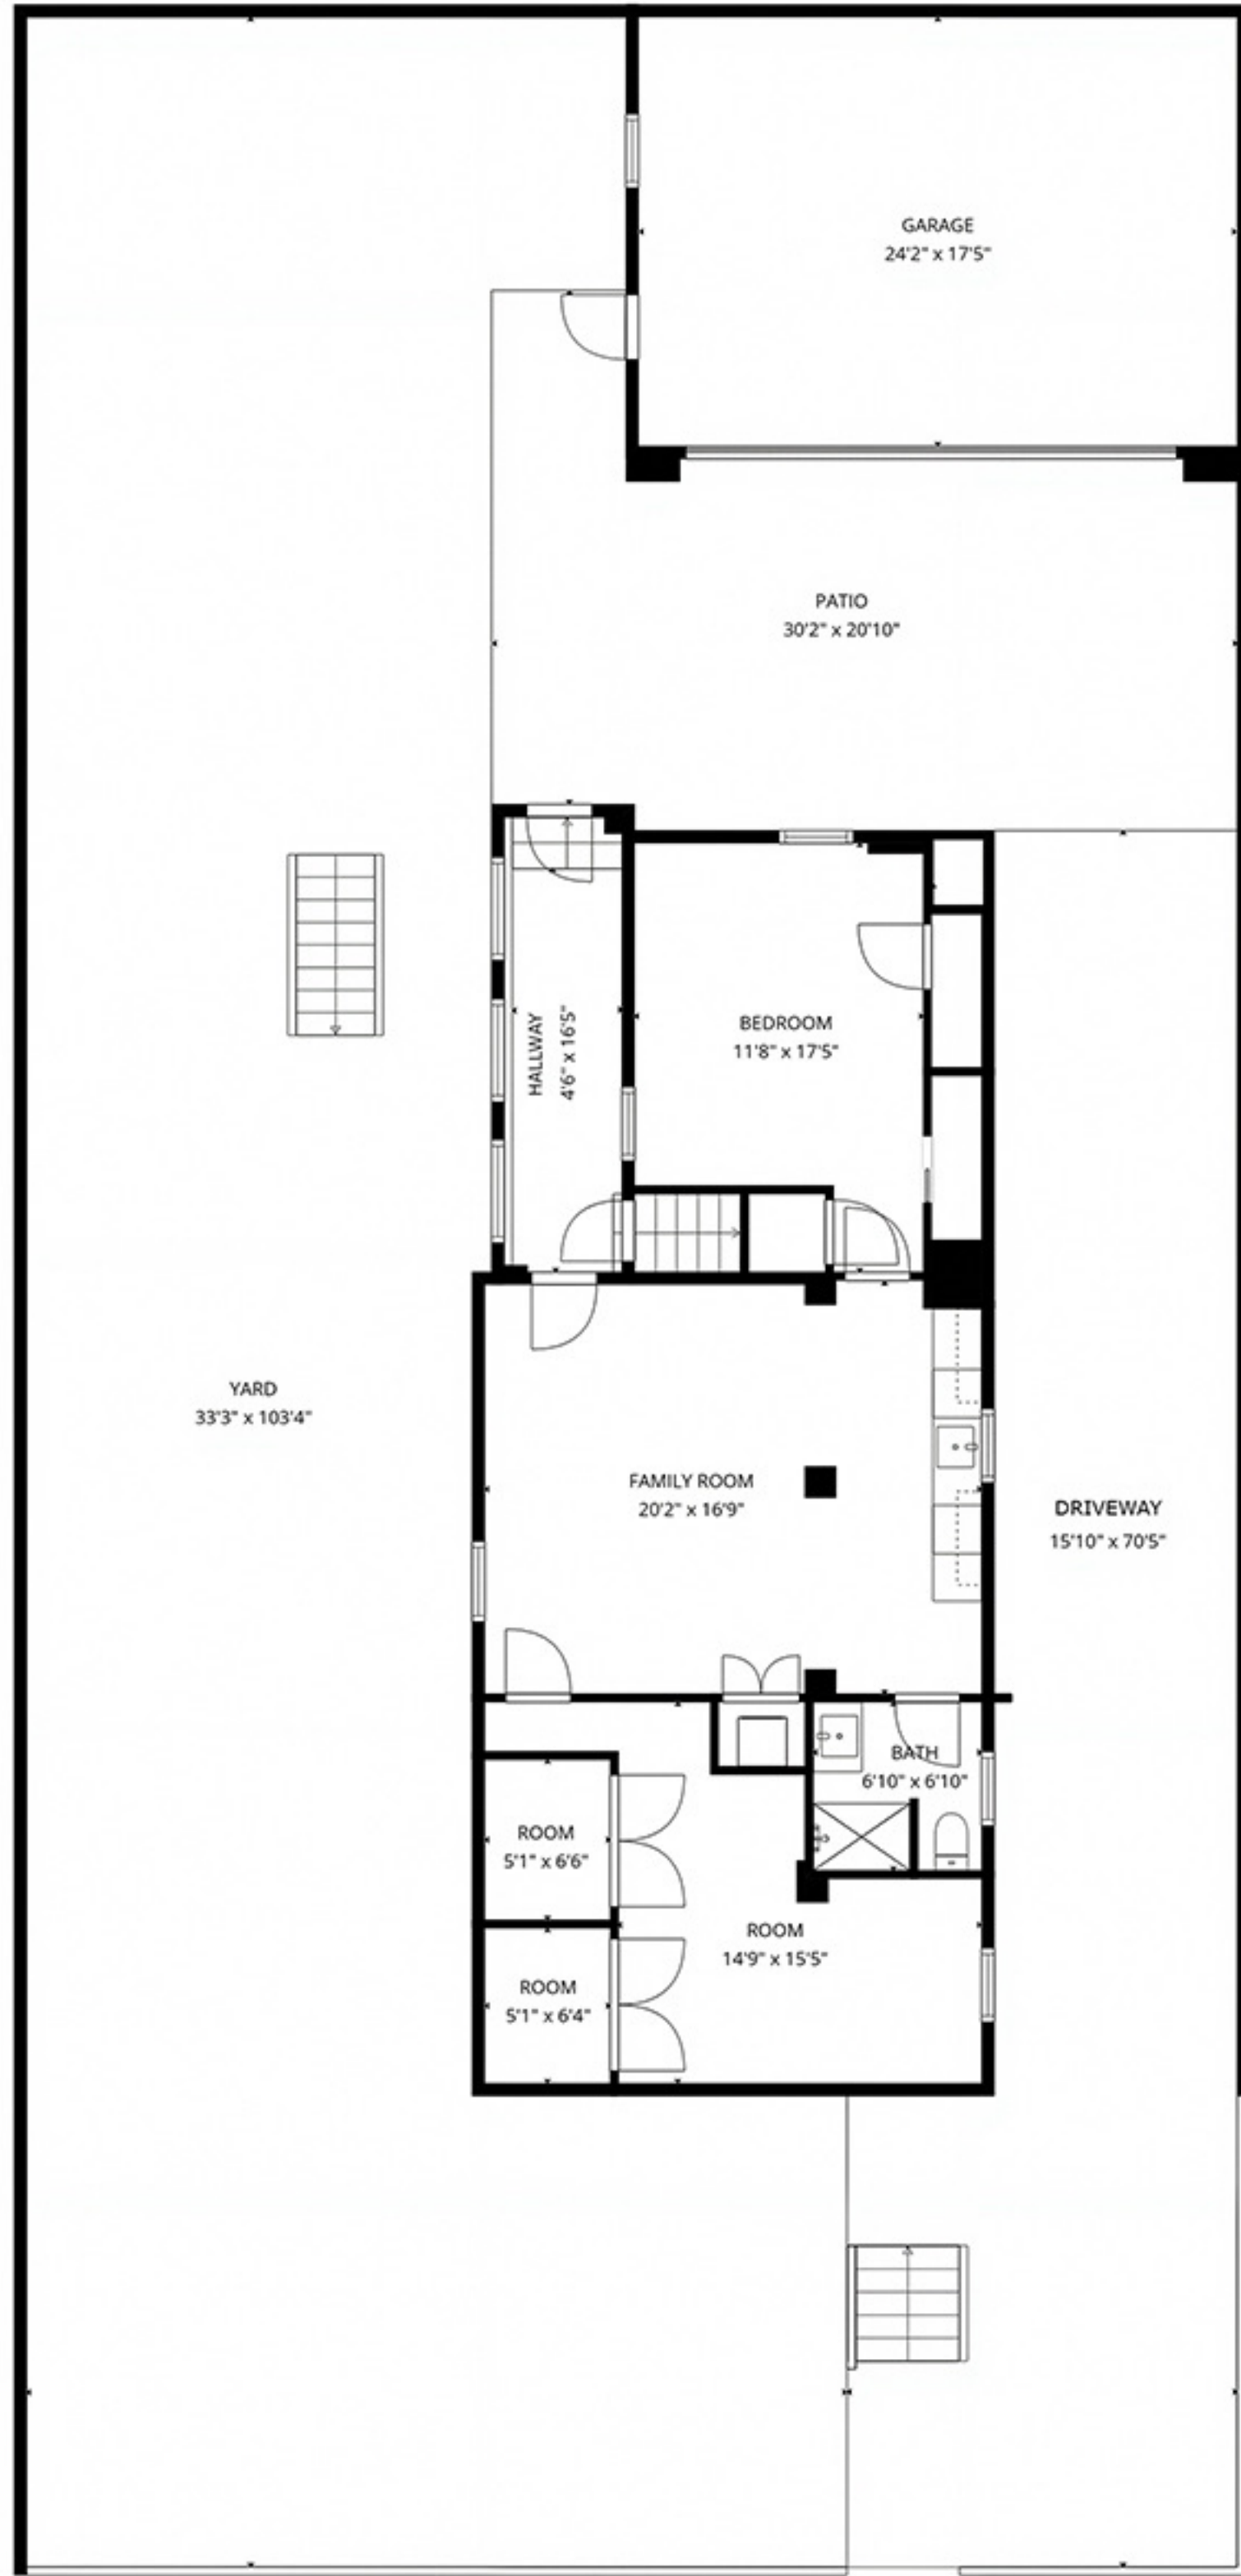 GARAGE
24'2" x 17'5"
PATIO
30'2" x 20'10"
HALLWAY
4'6" x 16'5"
BEDROOM
11'8" x 17'5"
YARD
33'3" x 103'4"
FAMILY ROOM
20'2" x 16'9"
DRIVEWAY
15'10" x 70'5"
BATH
6'10" x 6'10"
ROOM
5'1" x 6'6"
ROOM
14'9" x 15'5"
ROOM
5'1" x 6'4"